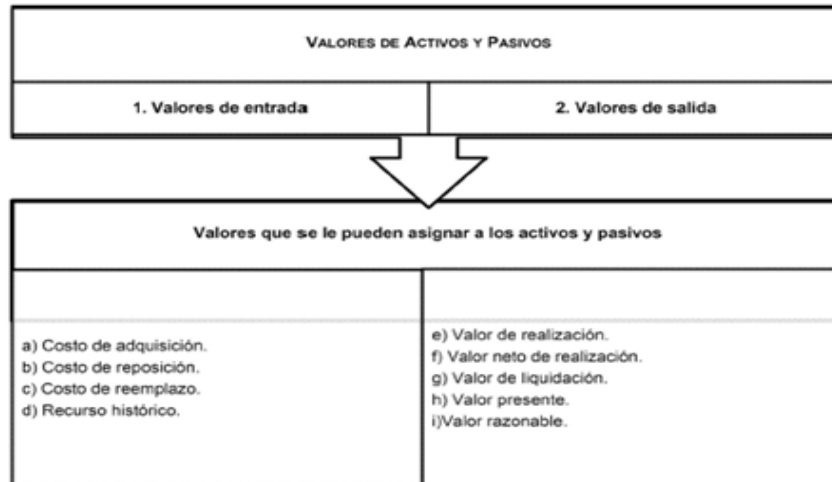 VALORES DE ACTIVOS Y PASIVOS
1. Valores de entrada
2. Valores de salida
Valores que se le pueden asignar a los activos y pasivos
a) Costo de adquisición.
b) Costo de reposición.
c) Costo de reemplazo.
d) Recurso histórico.
e) Valor de realización.
f) Valor neto de realización.
g) Valor de liquidación.
h) Valor presente.
i)Valor razonable.